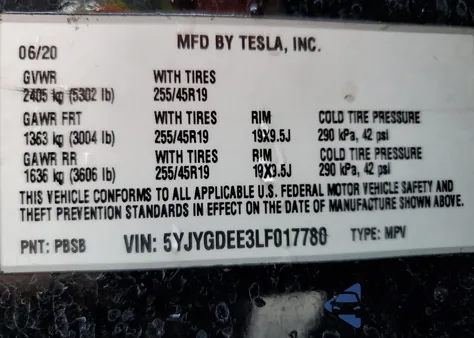 06/20 MFD BY TESLA, INC.
GVWR WITH TIRES
2405 kg (5302 lb) 255/45R19
GAWR FRT WITH TIRES RIM COLD TIRE PRESSURE
1363 kg (3004 lb) 255/45R19 19X9.5J 290 kPa, 42 psi
GAWR RR WITH TIRES RIM COLD TIRE PRESSURE
1636 kg (3606 lb) 255/45R19 19X9.5J 290 kPa, 42 psi
THIS VEHICLE CONFORMS TO ALL APPLICABLE U.S. FEDERAL MOTOR VEHICLE SAFETY AND
THEFT PREVENTION STANDARDS IN EFFECT ON THE DATE OF MANUFACTURE SHOWN ABOVE.
PNT: PBSB VIN: 5YJYGDEE3LF017780 TYPE: MPV